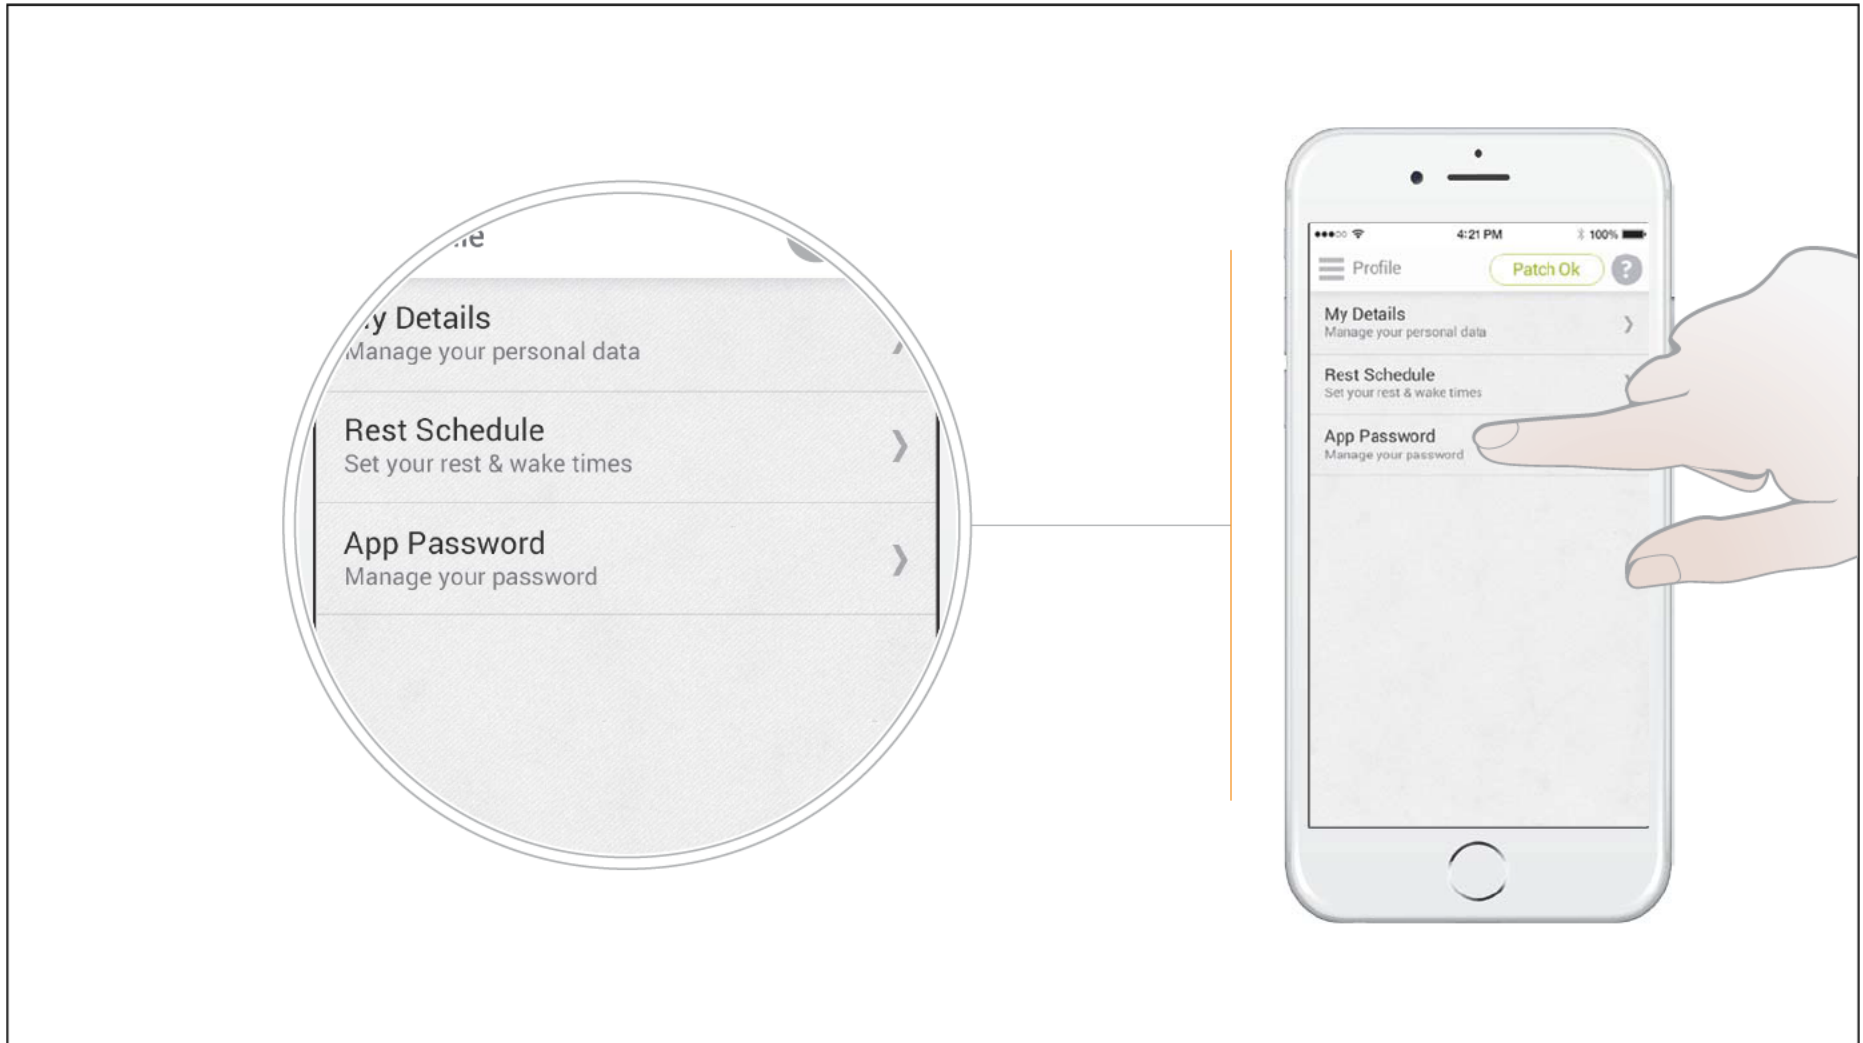 My Details
Manage your personal data
Rest Schedule
Set your rest & wake times
App Password
Manage your password
4:21 PM
100%
Profile
Patch Ok
?
My Details
Manage your personal data
Rest Schedule
Set your rest & wake times
App Password
Manage your password